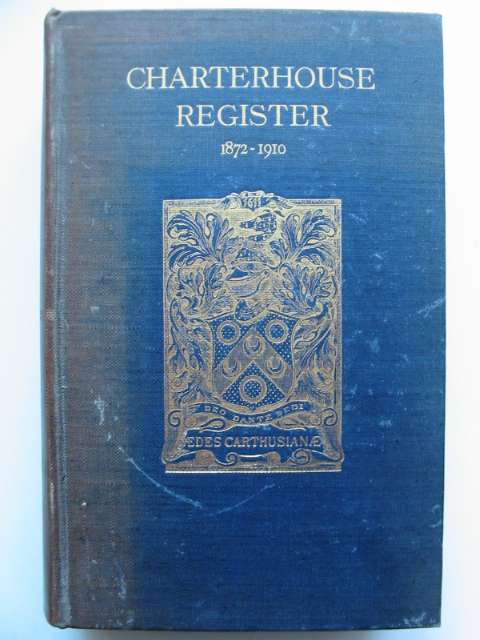 CHARTERHOUSE
REGISTER
1872-1910
1611
DEO DANTE DEDI
ÆDES CARTHUSIANÆ